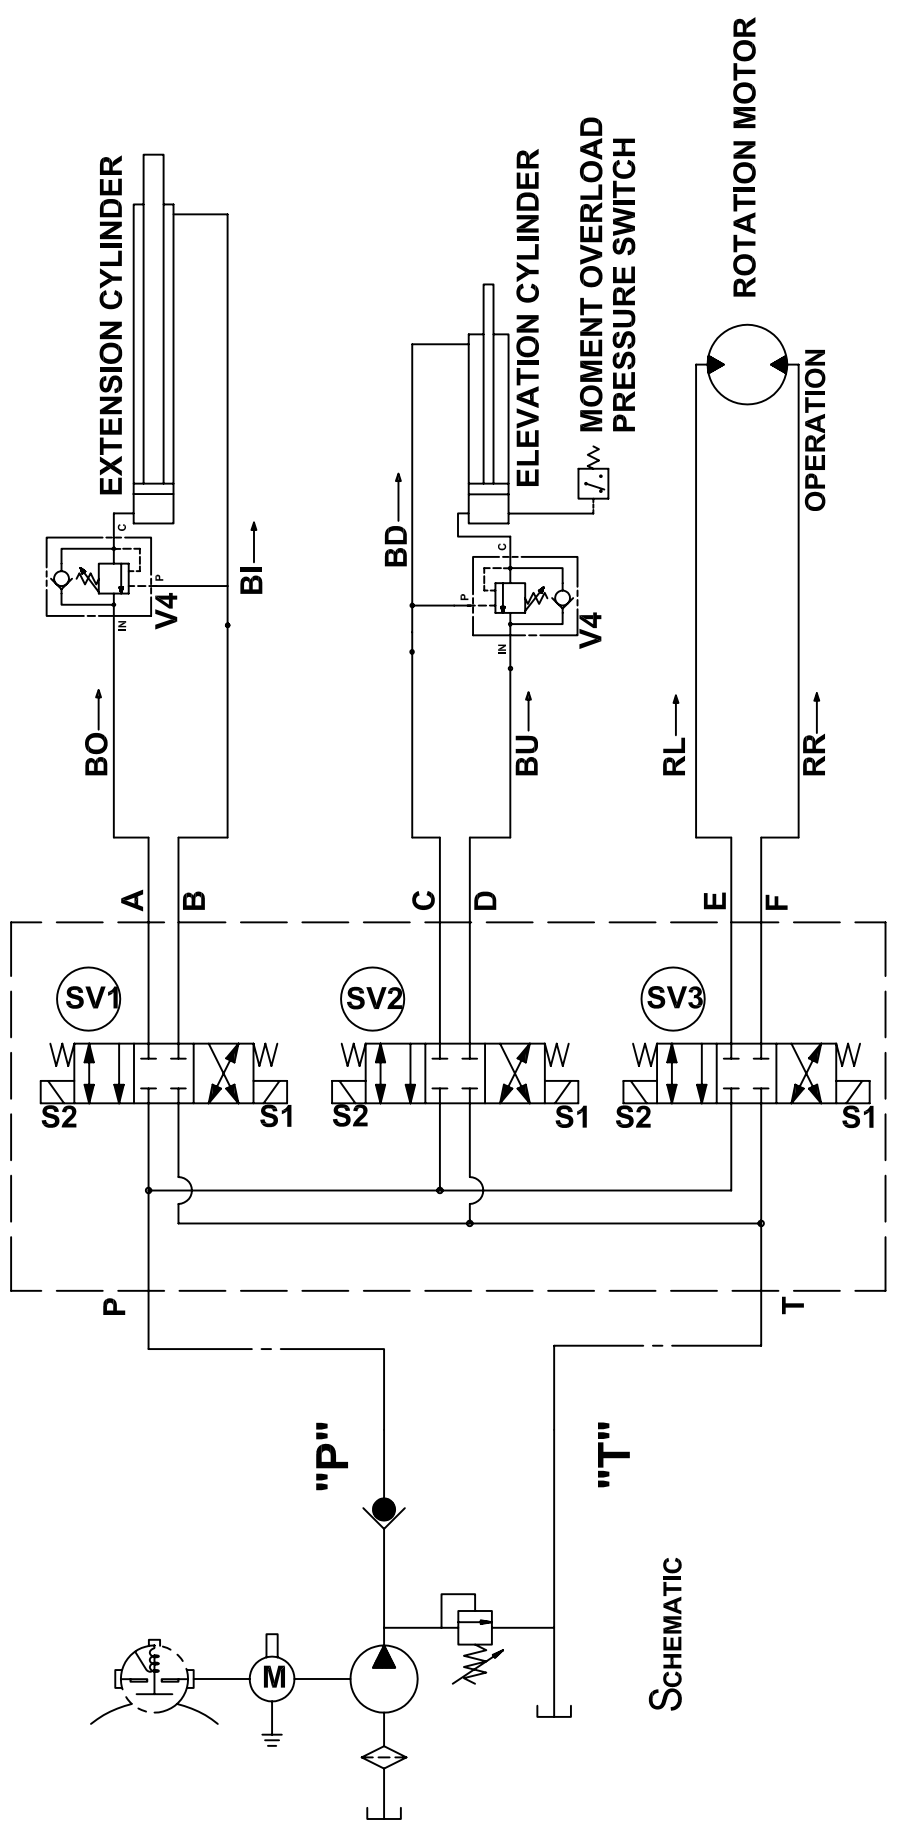 EXTENSION CYLINDER
C
P
IN
V4
BO
BI
ELEVATION CYLINDER
MOMENT OVERLOAD
PRESSURE SWITCH
BD
P
C
IN
V4
BU
ROTATION MOTOR
OPERATION
RL
RR
A
B
C
D
E
F
SV1
SV2
SV3
S2
S1
S2
S1
S2
S1
P
T
"P"
"T"
M
SCHEMATIC